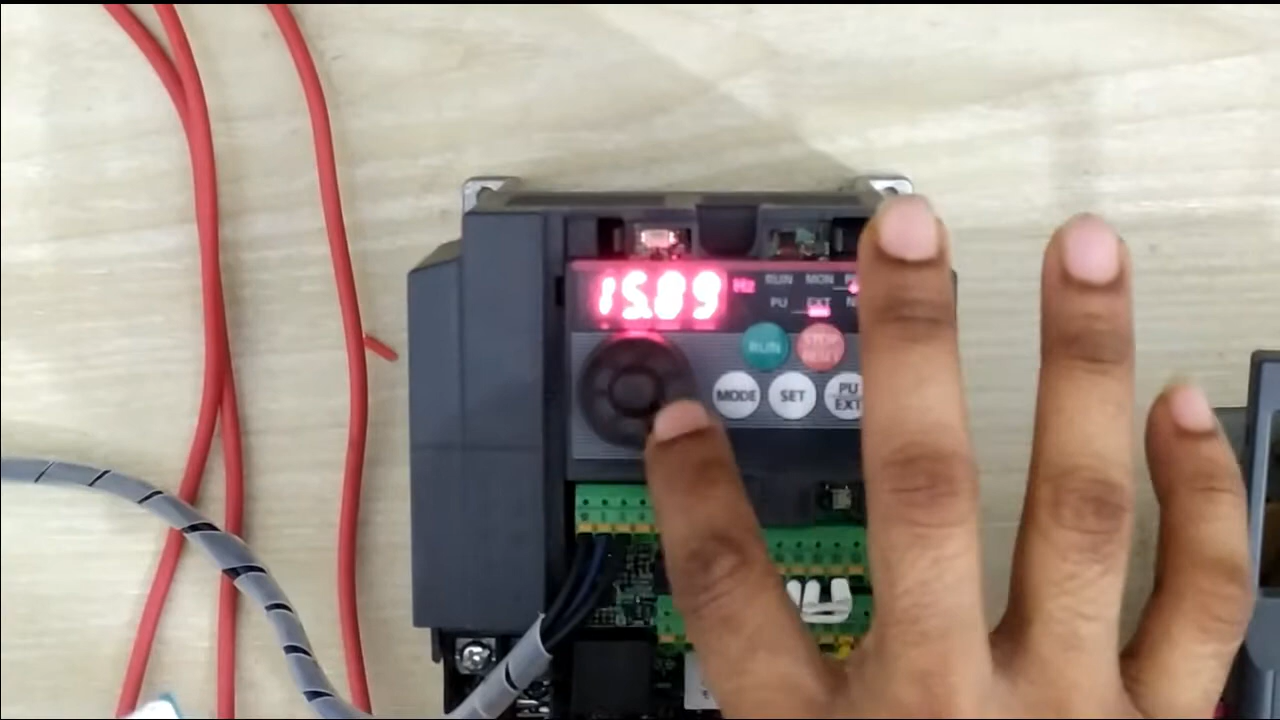 15.89 Hz RUN MON
PU EXT
RUN STOP RESET
MODE SET PU EXT